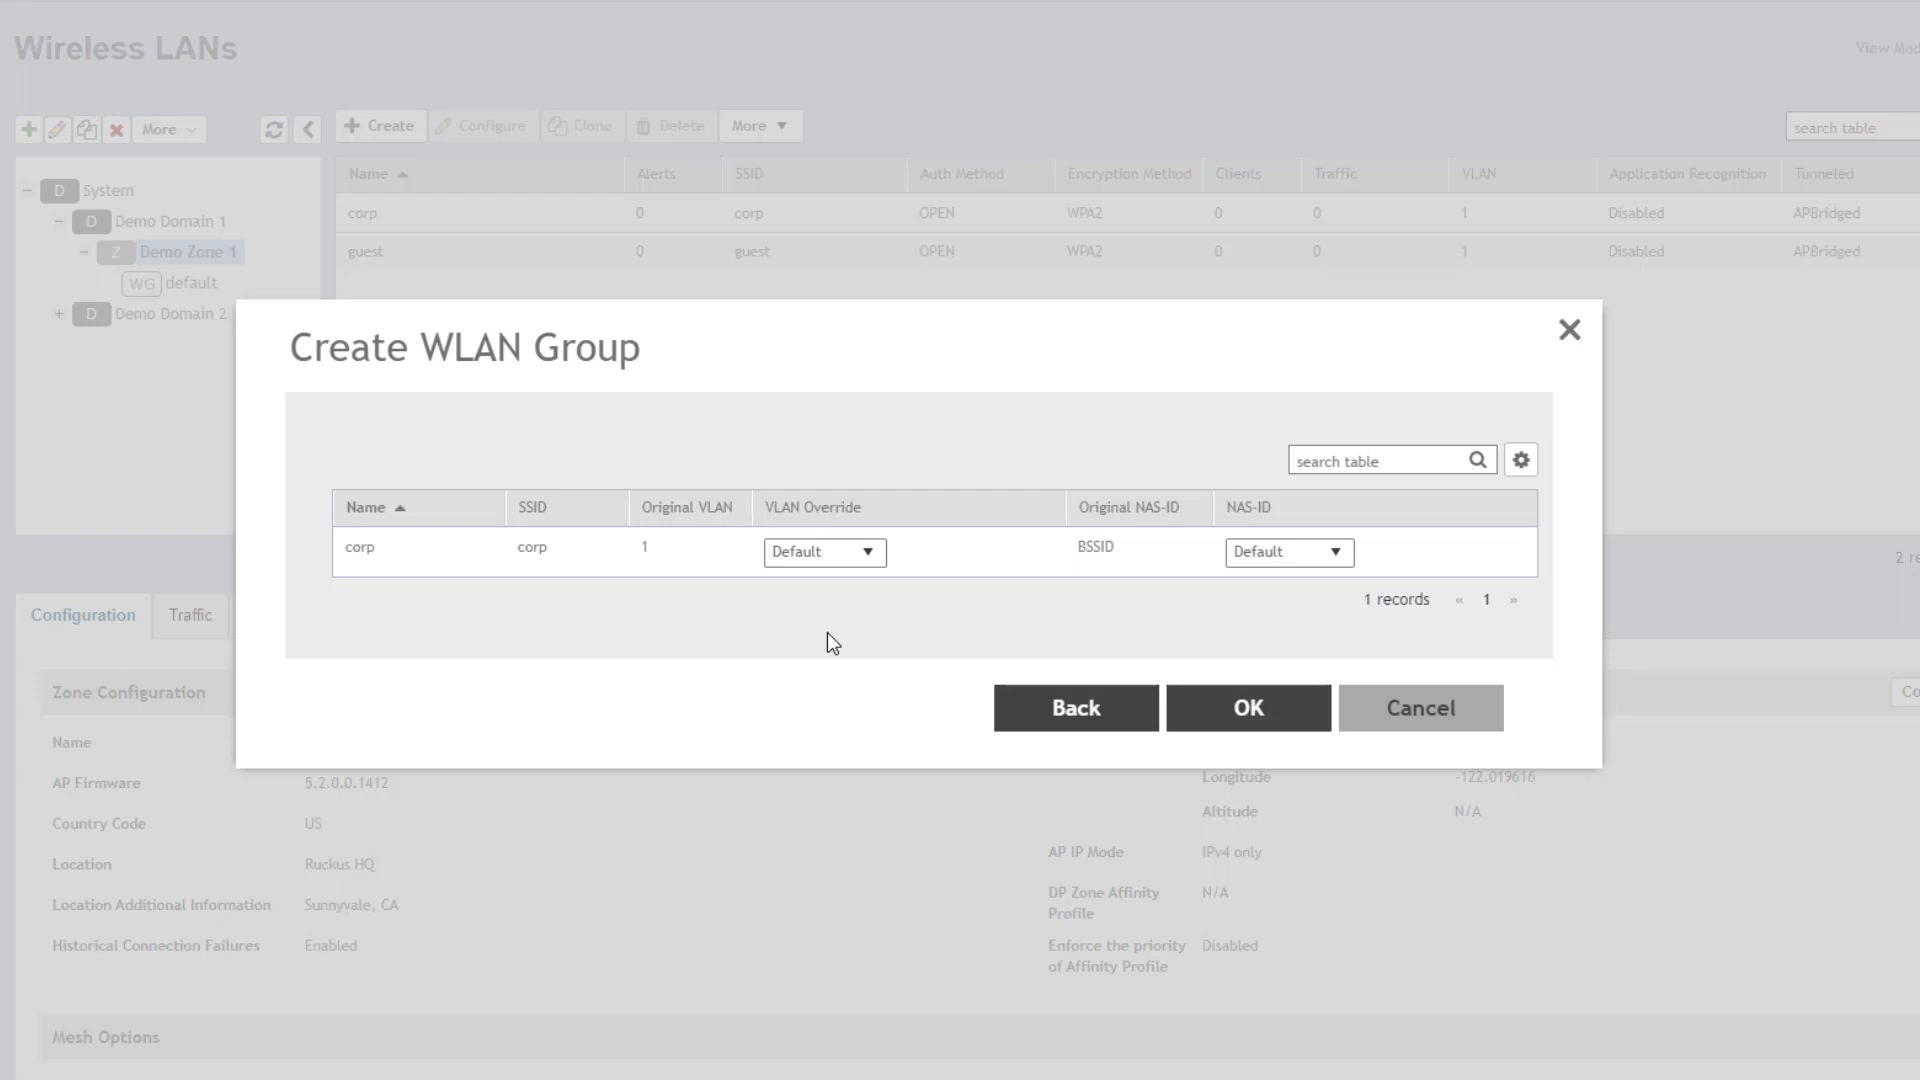 Wireless LANs
View Mod
More
Create
Configure
Clone
Delete
More
search table
Name Alerts SSID Auth Method Encryption Method Clients Traffic VLAN Application Recognition Tunneled
corp 0 corp OPEN WPA2 0 0 1 Disabled APBridged
guest 0 guest OPEN WPA2 0 0 1 Disabled APBridged
D System
D Demo Domain 1
Z Demo Zone 1
WG default
D Demo Domain 2
Create WLAN Group
search table
Name SSID Original VLAN VLAN Override Original NAS-ID NAS-ID
corp corp 1 Default BSSID Default
1 records « 1 »
Back
OK
Cancel
2 re
Configuration
Traffic
Zone Configuration
Co
Name
AP Firmware 5.2.0.0.1412
Country Code US
Location Ruckus HQ
Location Additional Information Sunnyvale, CA
Historical Connection Failures Enabled
Longitude -122.019616
Altitude N/A
AP IP Mode IPv4 only
DP Zone Affinity N/A
Profile
Enforce the priority Disabled
of Affinity Profile
Mesh Options